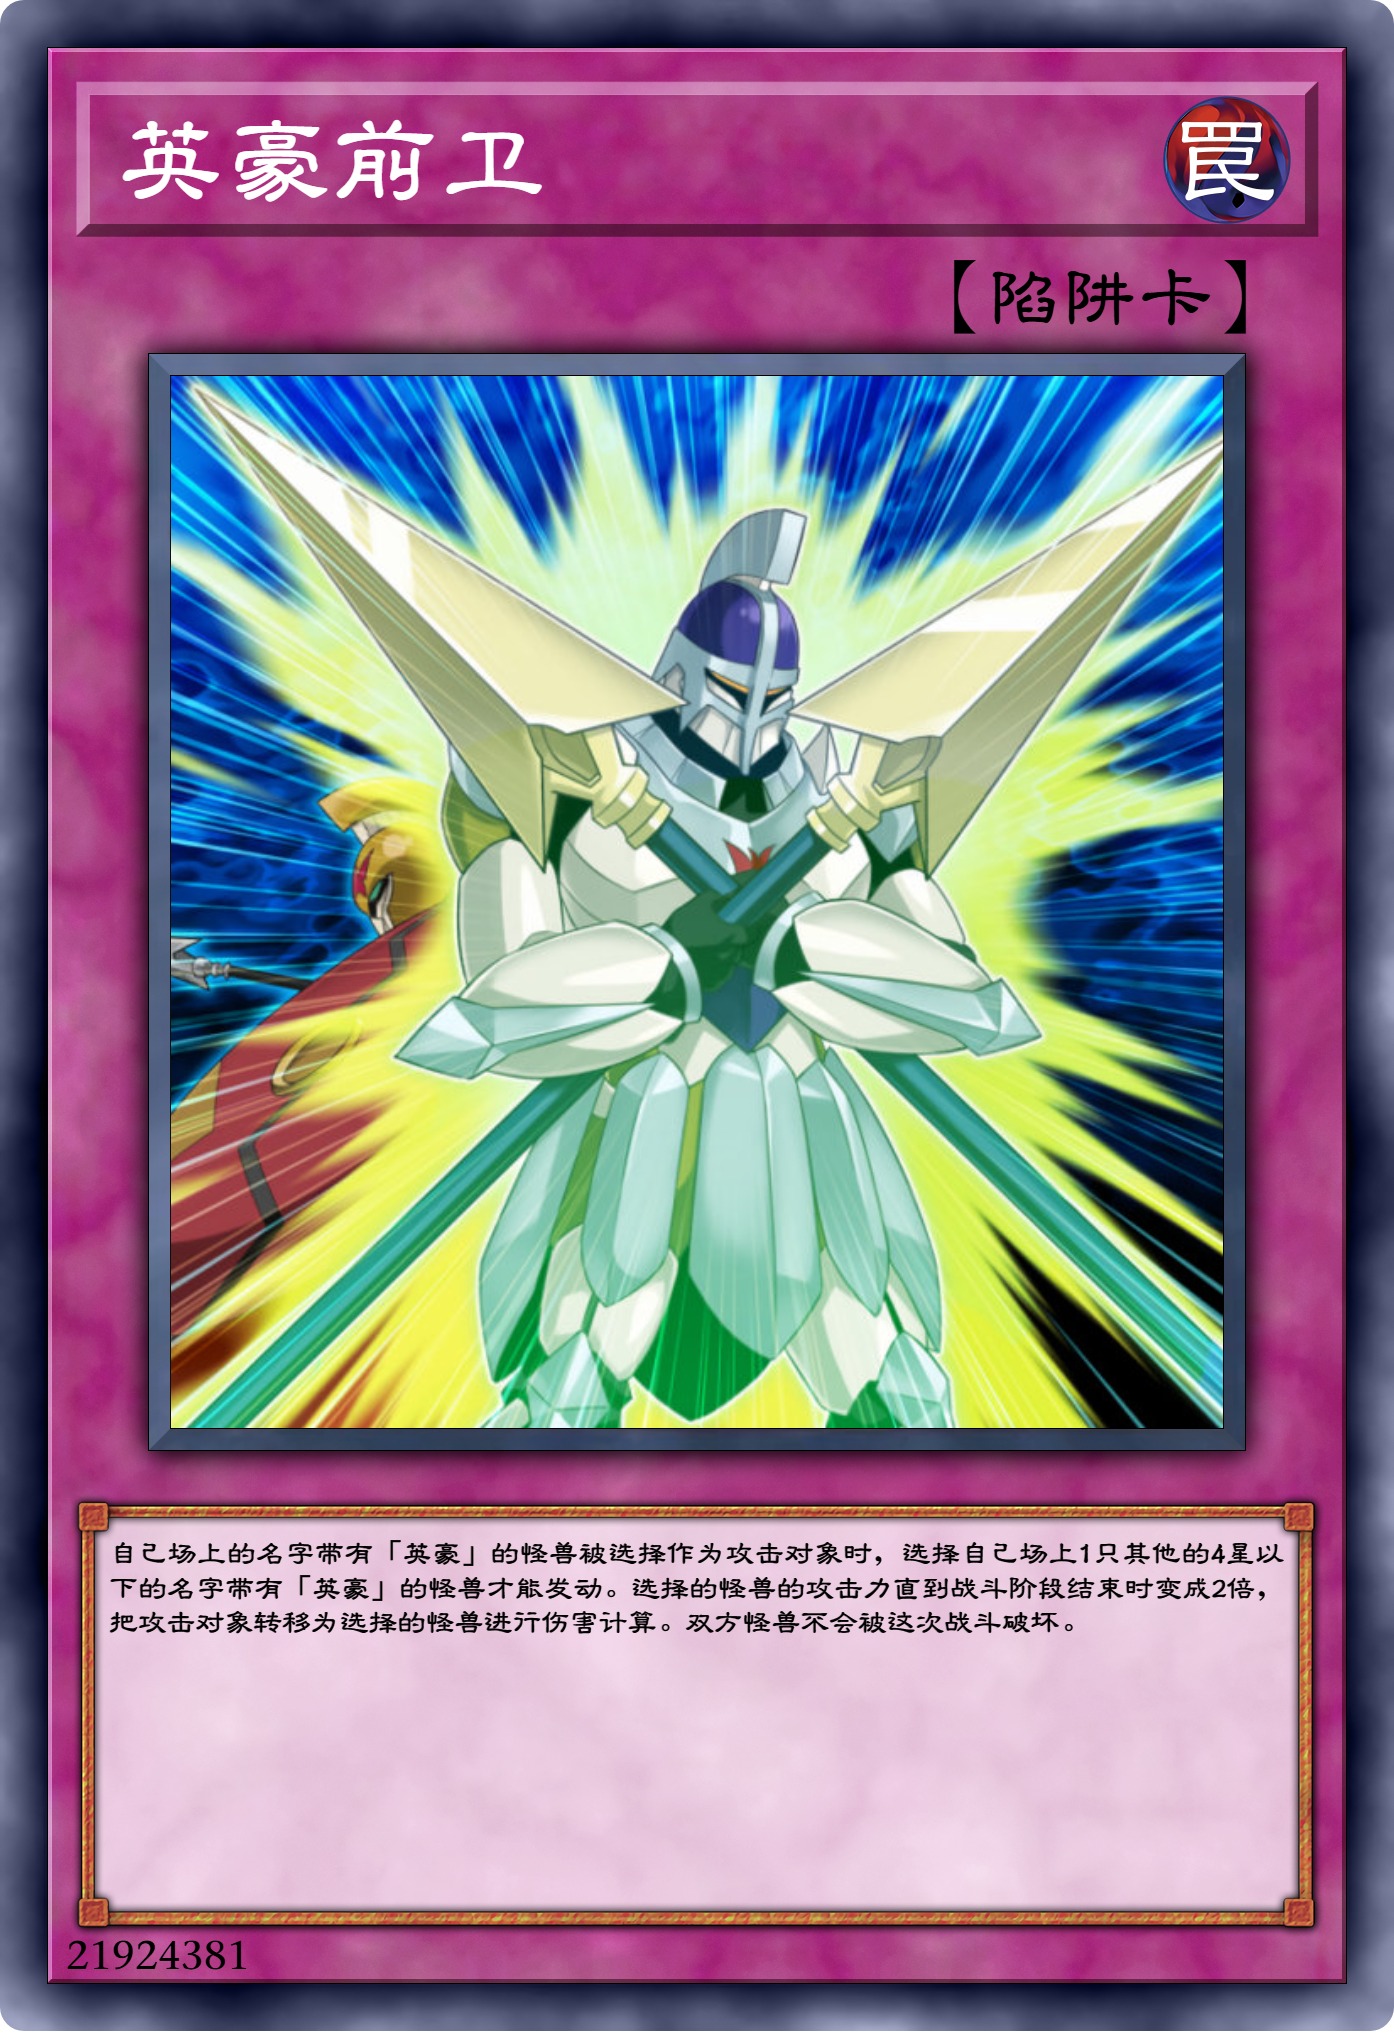 英豪前卫
罠
【陷阱卡】
自己场上的名字带有「英豪」的怪兽被选择作为攻击对象时，选择自己场上1只其他的4星以
下的名字带有「英豪」的怪兽才能发动。选择的怪兽的攻击力直到战斗阶段结束时变成2倍，
把攻击对象转移为选择的怪兽进行伤害计算。双方怪兽不会被这次战斗破坏。
21924381